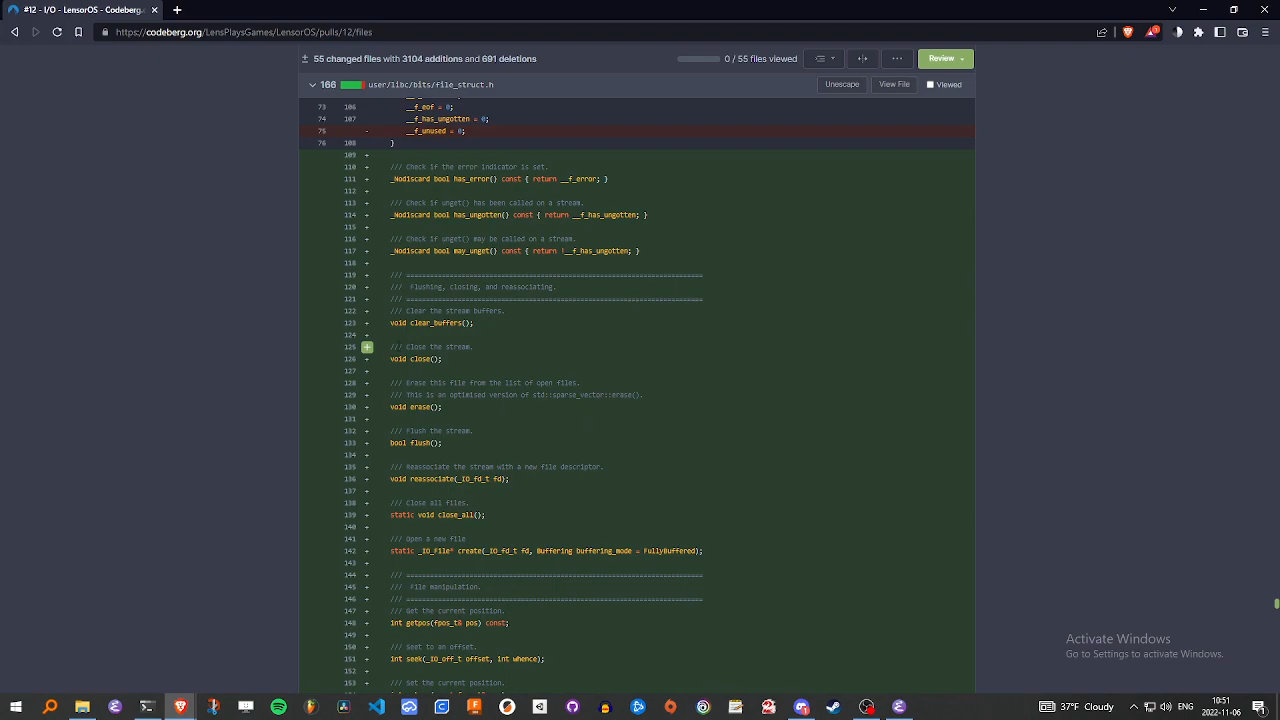 #12 - LensorOS - Codeberg.
https://codeberg.org/LensPlaysGames/LensorOS/pulls/12/files
55 changed files with 3104 additions and 691 deletions
0 / 55 files viewed
Review
166 user/libc/bits/file_struct.h
Unescape
View File
Viewed
73 106 __f_eof = 0;
74 107 __f_has_ungotten = 0;
75 - __f_unused = 0;
76 108 }
109 +
110 + /// Check if the error indicator is set.
111 + _Nodiscard bool has_error() const { return __f_error; }
112 +
113 + /// Check if unget() has been called on a stream.
114 + _Nodiscard bool has_ungotten() const { return __f_has_ungotten; }
115 +
116 + /// Check if unget() may be called on a stream.
117 + _Nodiscard bool may_unget() const { return !__f_has_ungotten; }
118 +
119 + /// ===========================================================================
120 + /// Flushing, closing, and reassociating.
121 + /// ===========================================================================
122 + /// Clear the stream buffers.
123 + void clear_buffers();
124 +
125 + /// Close the stream.
126 + void close();
127 +
128 + /// Erase this file from the list of open files.
129 + /// This is an optimised version of std::sparse_vector::erase().
130 + void erase();
131 +
132 + /// Flush the stream.
133 + bool flush();
134 +
135 + /// Reassociate the stream with a new file descriptor.
136 + void reassociate(_IO_fd_t fd);
137 +
138 + /// Close all files.
139 + static void close_all();
140 +
141 + /// Open a new file
142 + static _IO_File* create(_IO_fd_t fd, Buffering buffering_mode = FullyBuffered);
143 +
144 + /// ===========================================================================
145 + /// File manipulation.
146 + /// ===========================================================================
147 + /// Get the current position.
148 + int getpos(fpos_t& pos) const;
149 +
150 + /// Seet to an offset.
151 + int seek(_IO_off_t offset, int whence);
152 +
153 + /// Set the current position.
Activate Windows
Go to Settings to activate Windows.
73°F Cloudy
ENG
10:51
2022-11-06